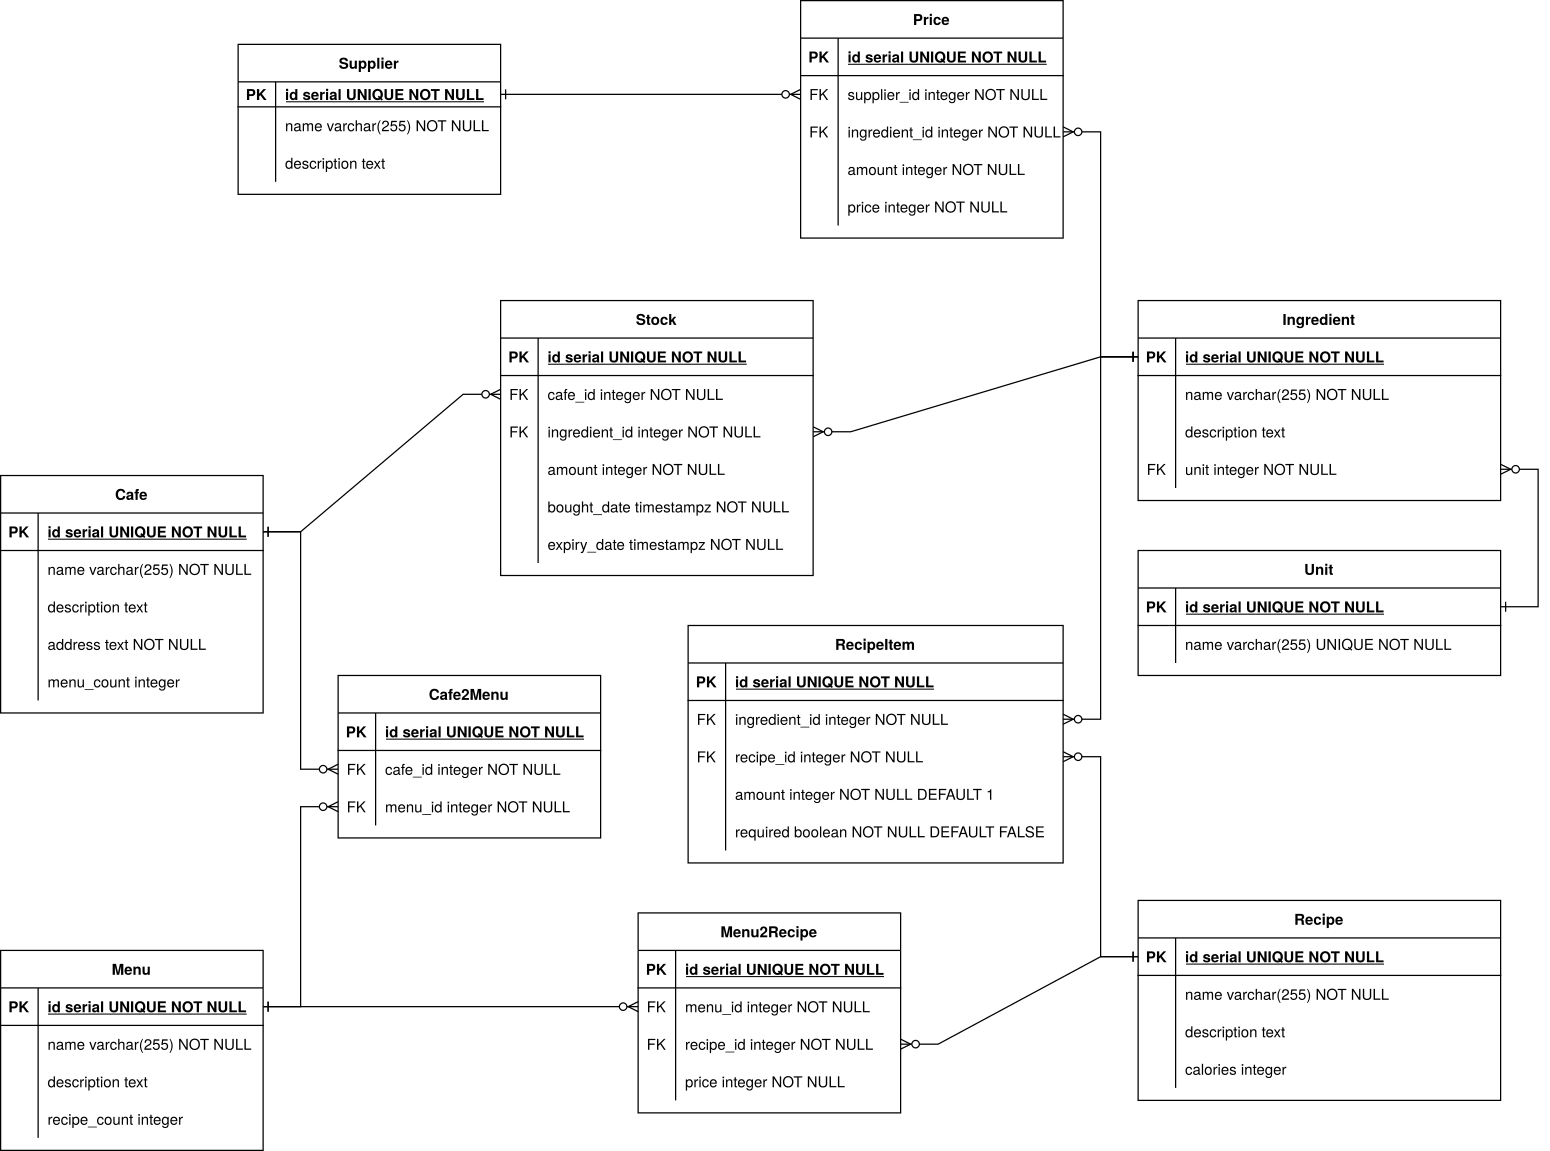 Price
PK id serial UNIQUE NOT NULL
FK supplier_id integer NOT NULL
FK ingredient_id integer NOT NULL
amount integer NOT NULL
price integer NOT NULL
Supplier
PK id serial UNIQUE NOT NULL
name varchar(255) NOT NULL
description text
Stock
PK id serial UNIQUE NOT NULL
FK cafe_id integer NOT NULL
FK ingredient_id integer NOT NULL
amount integer NOT NULL
bought_date timestampz NOT NULL
expiry_date timestampz NOT NULL
Ingredient
PK id serial UNIQUE NOT NULL
name varchar(255) NOT NULL
description text
FK unit integer NOT NULL
Cafe
PK id serial UNIQUE NOT NULL
name varchar(255) NOT NULL
description text
address text NOT NULL
menu_count integer
Unit
PK id serial UNIQUE NOT NULL
name varchar(255) UNIQUE NOT NULL
RecipeItem
PK id serial UNIQUE NOT NULL
FK ingredient_id integer NOT NULL
FK recipe_id integer NOT NULL
amount integer NOT NULL DEFAULT 1
required boolean NOT NULL DEFAULT FALSE
Cafe2Menu
PK id serial UNIQUE NOT NULL
FK cafe_id integer NOT NULL
FK menu_id integer NOT NULL
Menu2Recipe
PK id serial UNIQUE NOT NULL
FK menu_id integer NOT NULL
FK recipe_id integer NOT NULL
price integer NOT NULL
Recipe
PK id serial UNIQUE NOT NULL
name varchar(255) NOT NULL
description text
calories integer
Menu
PK id serial UNIQUE NOT NULL
name varchar(255) NOT NULL
description text
recipe_count integer